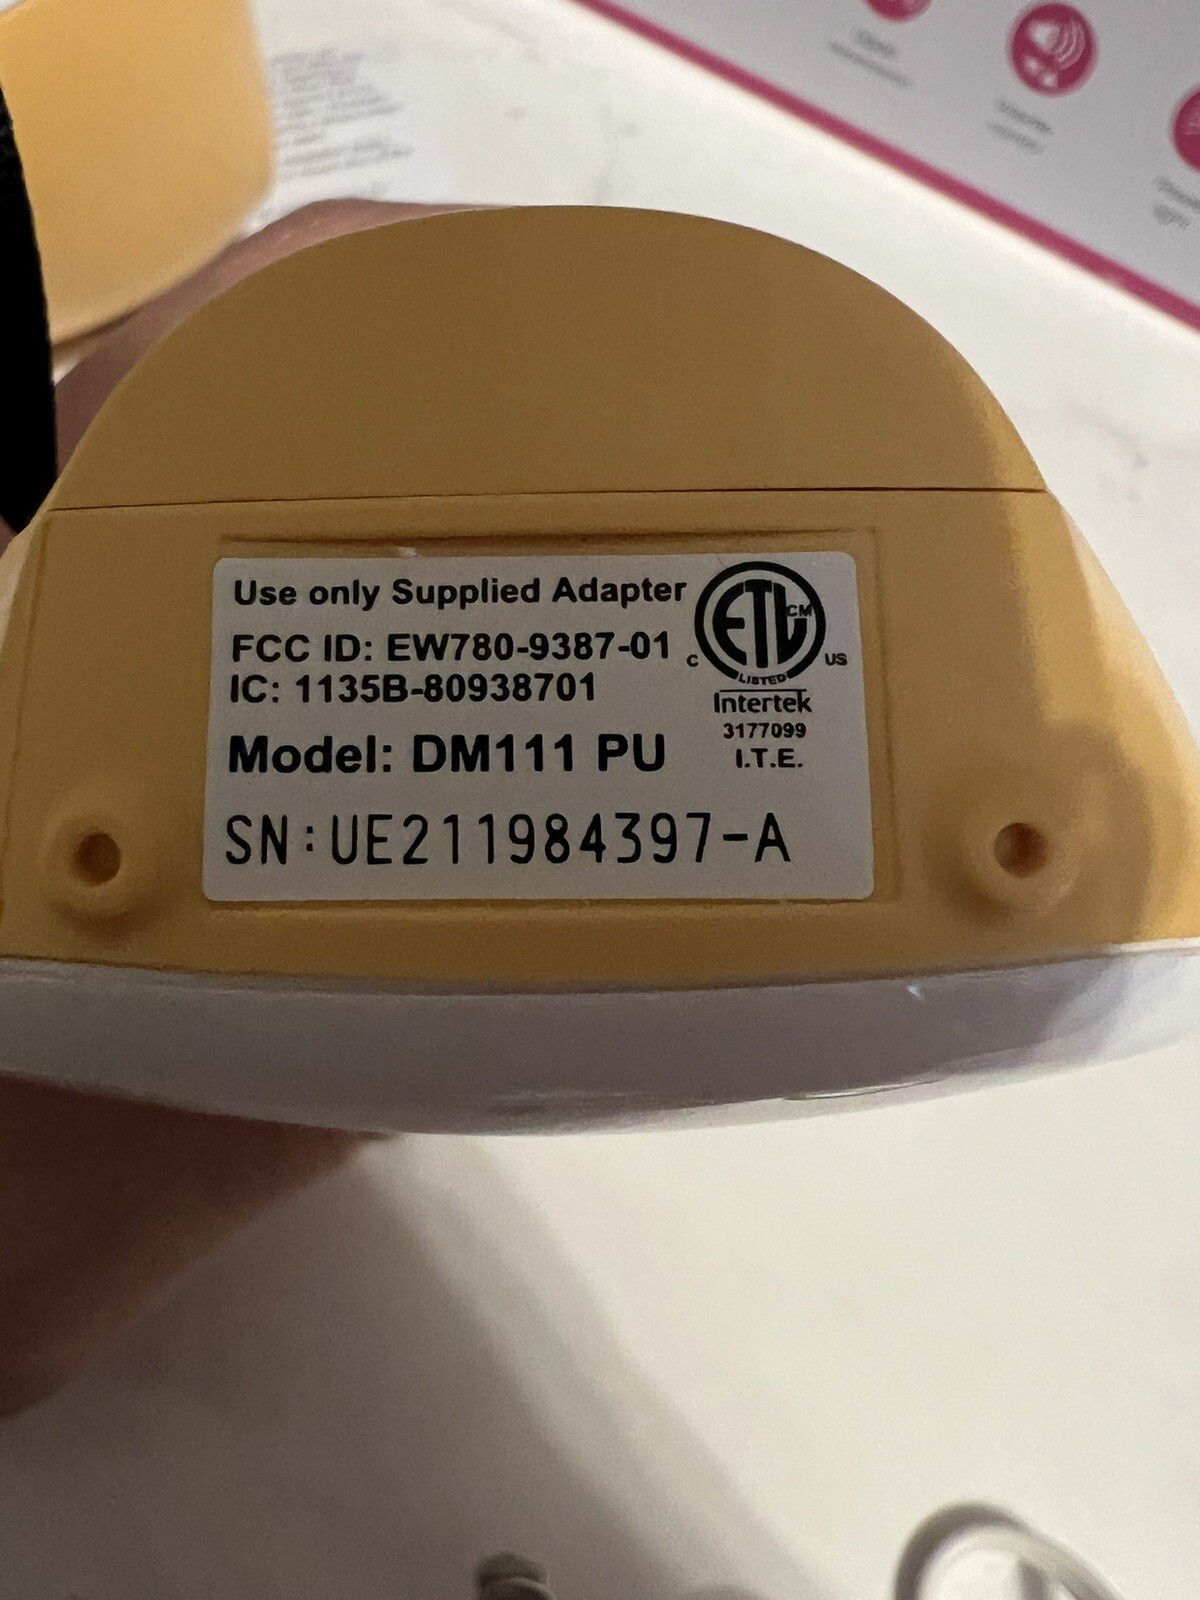 Use only Supplied Adapter
FCC ID: EW780-9387-01
IC: 1135B-80938701
Model: DM111 PU
SN:UE211984397-A
ETL CM
C US
LISTED
Intertek
3177099
I.T.E.